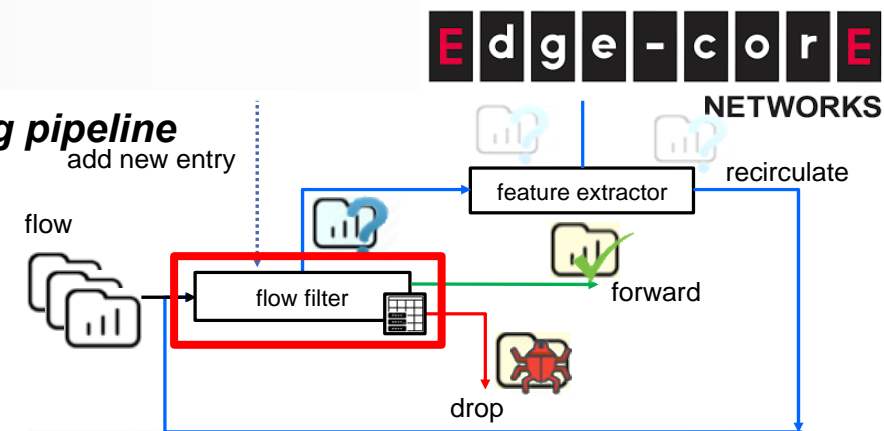 Edge-corE
NETWORKS
g pipeline
add new entry
recirculate
feature extractor
flow
flow filter
forward
drop